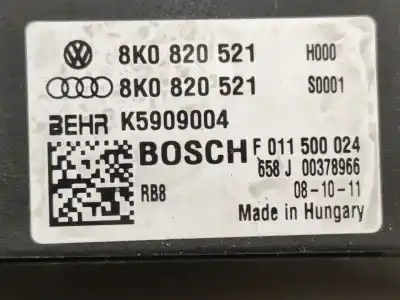 8K0 820 521 H000
8K0 820 521 S0001
BEHR K5909004
BOSCH F 011 500 024
658 J 00378966
RB8 08-10-11
Made in Hungary